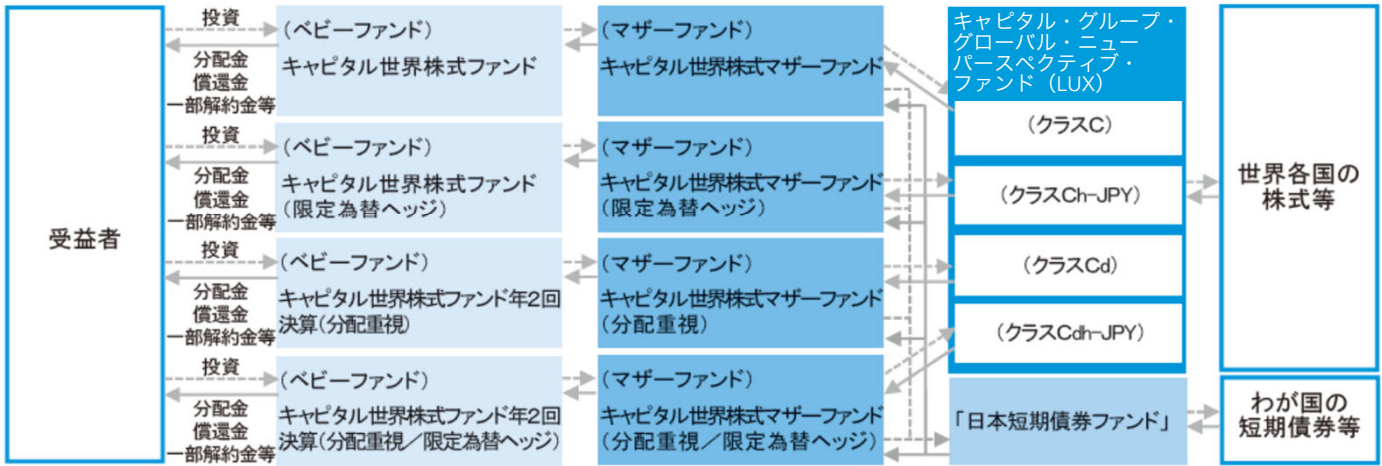 受益者
投資
分配金
償還金
一部解約金等
（ベビーファンド）
キャピタル世界株式ファンド
（マザーファンド）
キャピタル世界株式マザーファンド
投資
分配金
償還金
一部解約金等
（ベビーファンド）
キャピタル世界株式ファンド
（限定為替ヘッジ）
（マザーファンド）
キャピタル世界株式マザーファンド
（限定為替ヘッジ）
投資
分配金
償還金
一部解約金等
（ベビーファンド）
キャピタル世界株式ファンド年2回
決算（分配重視）
（マザーファンド）
キャピタル世界株式マザーファンド
（分配重視）
投資
分配金
償還金
一部解約金等
（ベビーファンド）
キャピタル世界株式ファンド年2回
決算（分配重視／限定為替ヘッジ）
（マザーファンド）
キャピタル世界株式マザーファンド
（分配重視／限定為替ヘッジ）
キャピタル・グループ・
グローバル・ニュー
パースペクティブ・
ファンド（LUX）
（クラスC）
（クラスCh-JPY）
（クラスCd）
（クラスCdh-JPY）
「日本短期債券ファンド」
世界各国の
株式等
わが国の
短期債券等